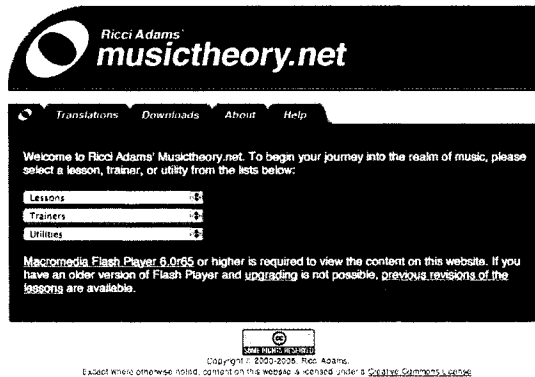 Ricci Adams'
musictheory.net
Translations Downloads About Help
Welcome to Ricci Adams' Musictheory.net. To begin your journey into the realm of music, please
select a lesson, trainer, or utility from the lists below:
Lessons
Trainers
Utilities
Macromedia Flash Player 6.0r65 or higher is required to view the content on this website. If you
have an older version of Flash Player and upgrading is not possible, previous revisions of the
lessons are available.
cc
SOME RIGHTS RESERVED
Copyright © 2000-2005, Ricci Adams.
Except where otherwise noted, content on this website is licensed under a Creative Commons License